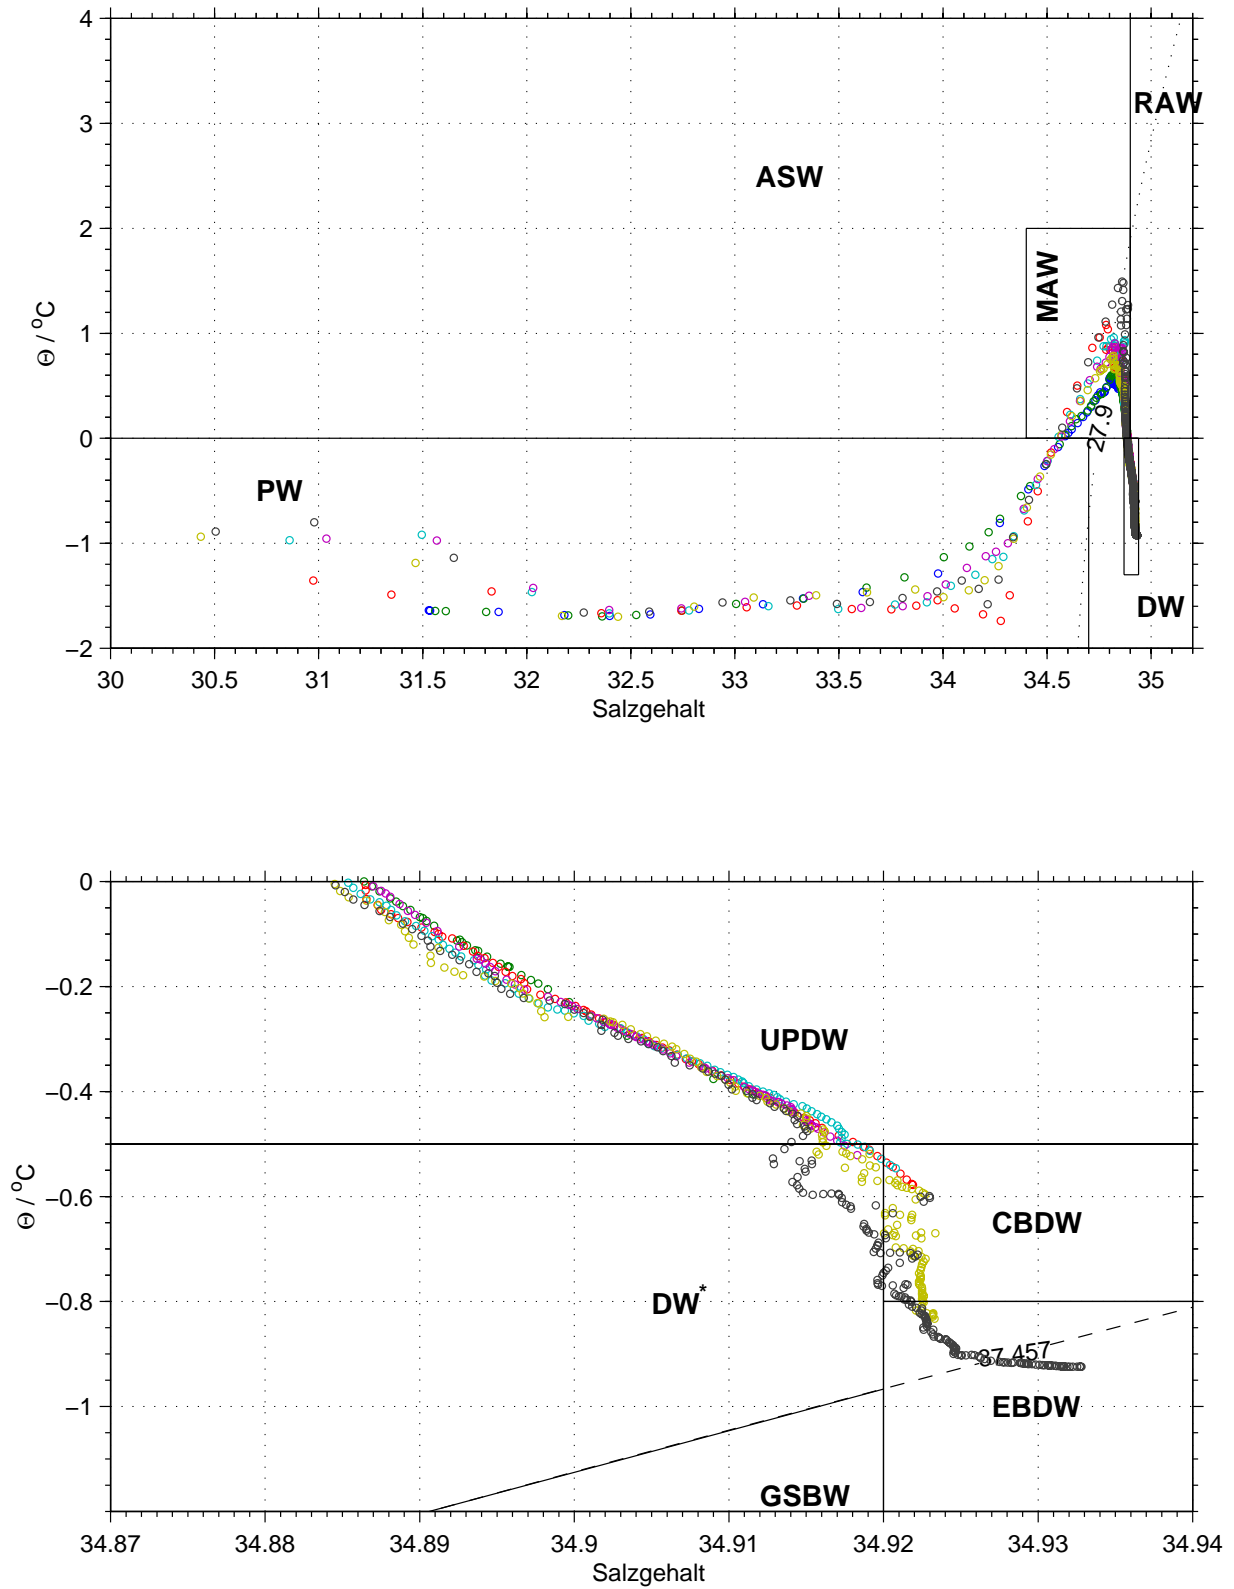 4
3
2
1
0
−1
−2
Θ / °C
RAW
ASW
MAW
27.9
PW
DW
30 30.5 31 31.5 32 32.5 33 33.5 34 34.5 35
Salzgehalt
0
−0.2
−0.4
−0.6
−0.8
−1
Θ / °C
UPDW
CBDW
DW*
37.457
EBDW
GSBW
34.87 34.88 34.89 34.9 34.91 34.92 34.93 34.94
Salzgehalt